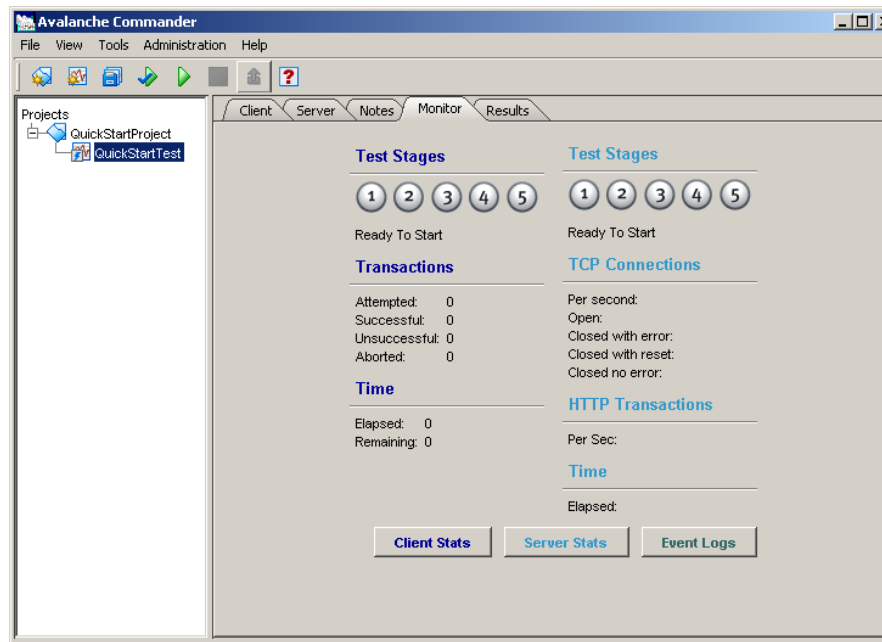 Avalanche Commander
File View Tools Administration Help
?
Projects
QuickStartProject
QuickStartTest
Client Server Notes Monitor Results
Test Stages
1 2 3 4 5
Ready To Start
Transactions
Attempted: 0
Successful: 0
Unsuccessful: 0
Aborted: 0
Time
Elapsed: 0
Remaining: 0
Test Stages
1 2 3 4 5
Ready To Start
TCP Connections
Per second:
Open:
Closed with error:
Closed with reset:
Closed no error:
HTTP Transactions
Per Sec:
Time
Elapsed:
Client Stats Server Stats Event Logs